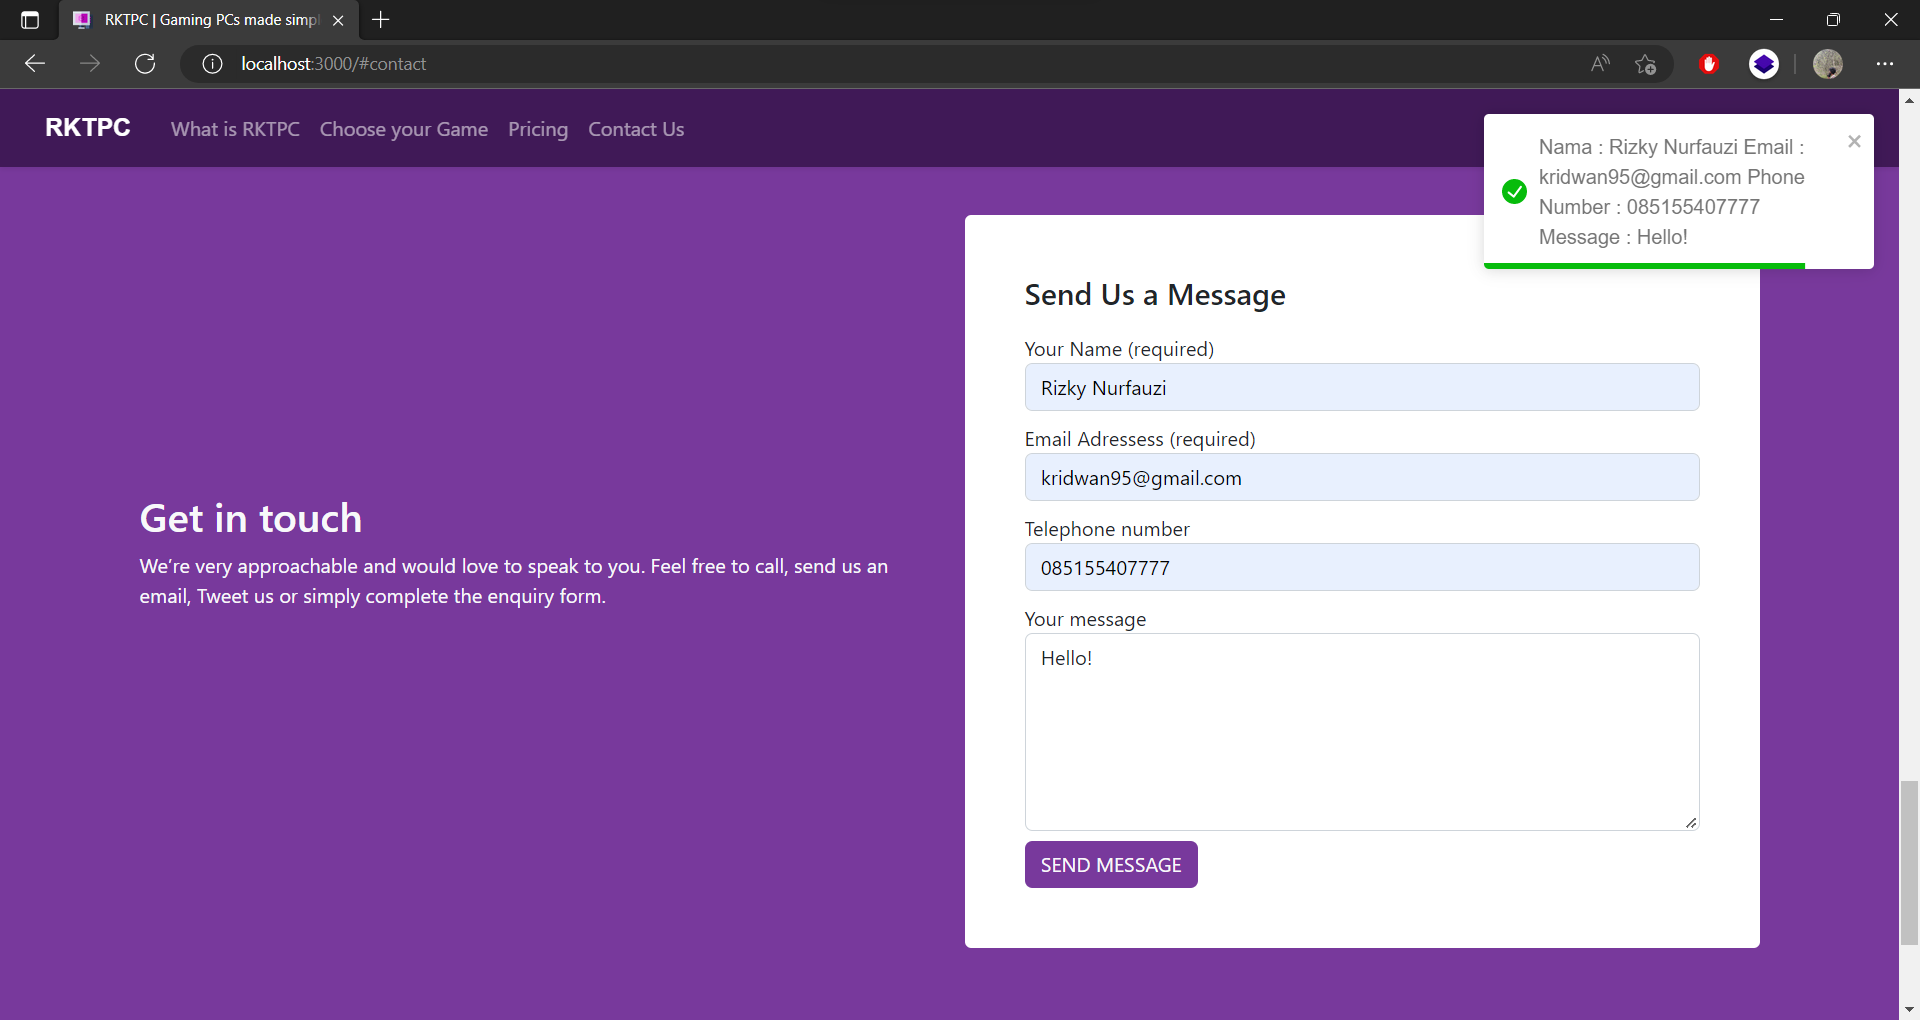 RKTPC | Gaming PCs made simpl
localhost:3000/#contact
RKTPC
What is RKTPC
Choose your Game
Pricing
Contact Us
Nama : Rizky Nurfauzi Email :
kridwan95@gmail.com Phone
Number : 085155407777
Message : Hello!
Get in touch
We're very approachable and would love to speak to you. Feel free to call, send us an
email, Tweet us or simply complete the enquiry form.
Send Us a Message
Your Name (required)
Rizky Nurfauzi
Email Adressess (required)
kridwan95@gmail.com
Telephone number
085155407777
Your message
Hello!
SEND MESSAGE